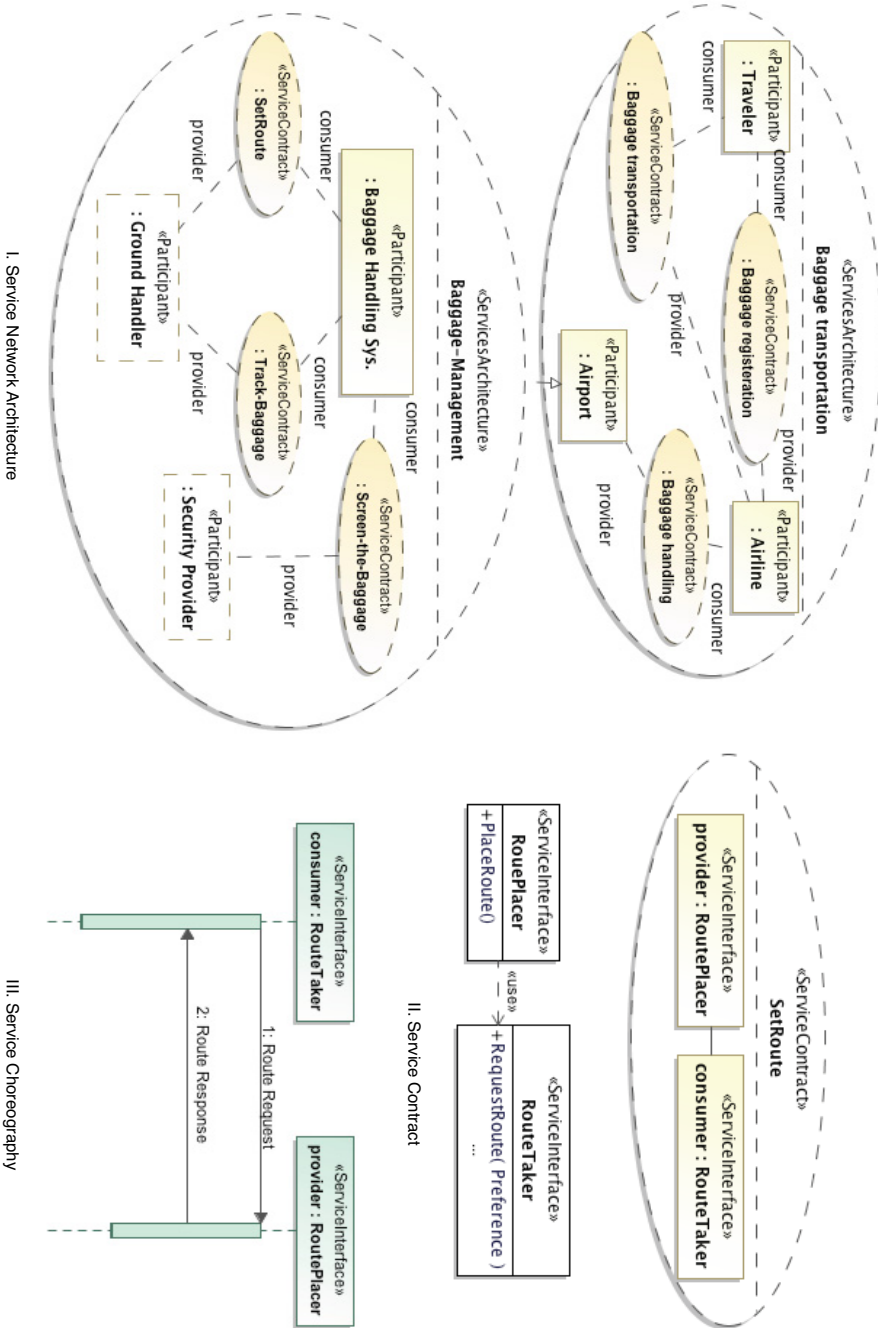 «ServicesArchitecture»
Baggage transportation
«Participant»
: Traveler
consumer
consumer
«ServiceContract»
: Baggage registeration
provider
«Participant»
: Airline
«ServiceContract»
: Baggage transportation
provider
«Participant»
: Airport
provider
«ServiceContract»
: Baggage handling
consumer
«ServicesArchitecture»
Baggage-Management
«Participant»
: Baggage Handling Sys.
consumer
consumer
consumer
«ServiceContract»
: SetRoute
«ServiceContract»
: Track-Baggage
«ServiceContract»
: Screen-the-Baggage
provider
provider
provider
«Participant»
: Ground Handler
«Participant»
: Security Provider
I. Service Network Architecture
«ServiceContract»
SetRoute
«ServiceInterface»
provider : RoutePlacer
«ServiceInterface»
consumer : RouteTaker
«ServiceInterface»
RouePlacer
+PlaceRoute()
«use»
«ServiceInterface»
RouteTaker
+RequestRoute( Preference )
...
II. Service Contract
«ServiceInterface»
consumer : RouteTaker
«ServiceInterface»
provider : RoutePlacer
1: Route Request
2: Route Response
III. Service Choreography